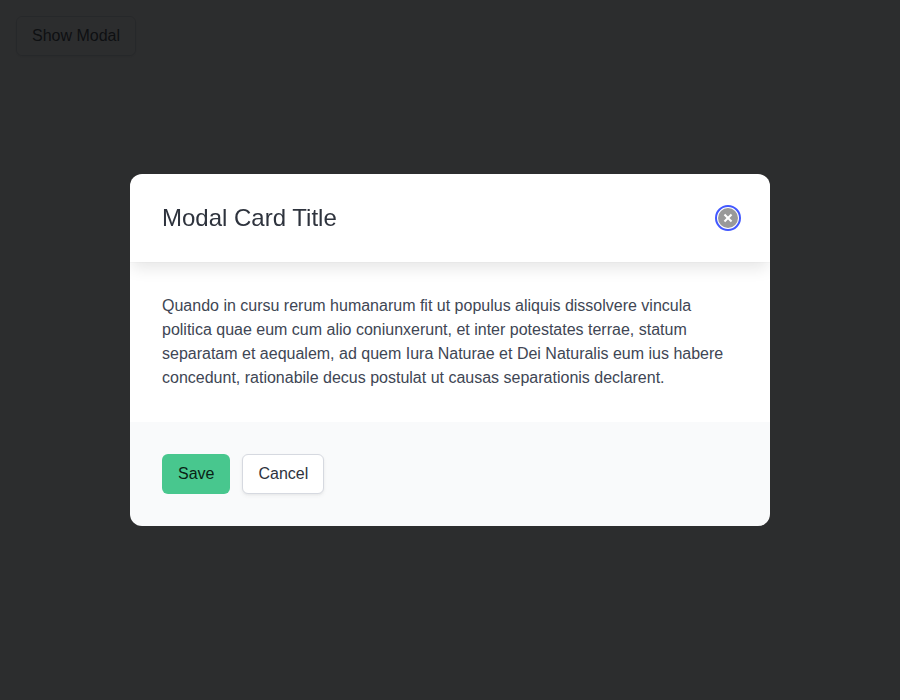 Show Modal
Modal Card Title
Quando in cursu rerum humanarum fit ut populus aliquis dissolvere vincula
politica quae eum cum alio coniunxerunt, et inter potestates terrae, statum
separatam et aequalem, ad quem Iura Naturae et Dei Naturalis eum ius habere
concedunt, rationabile decus postulat ut causas separationis declarent.
Save Cancel